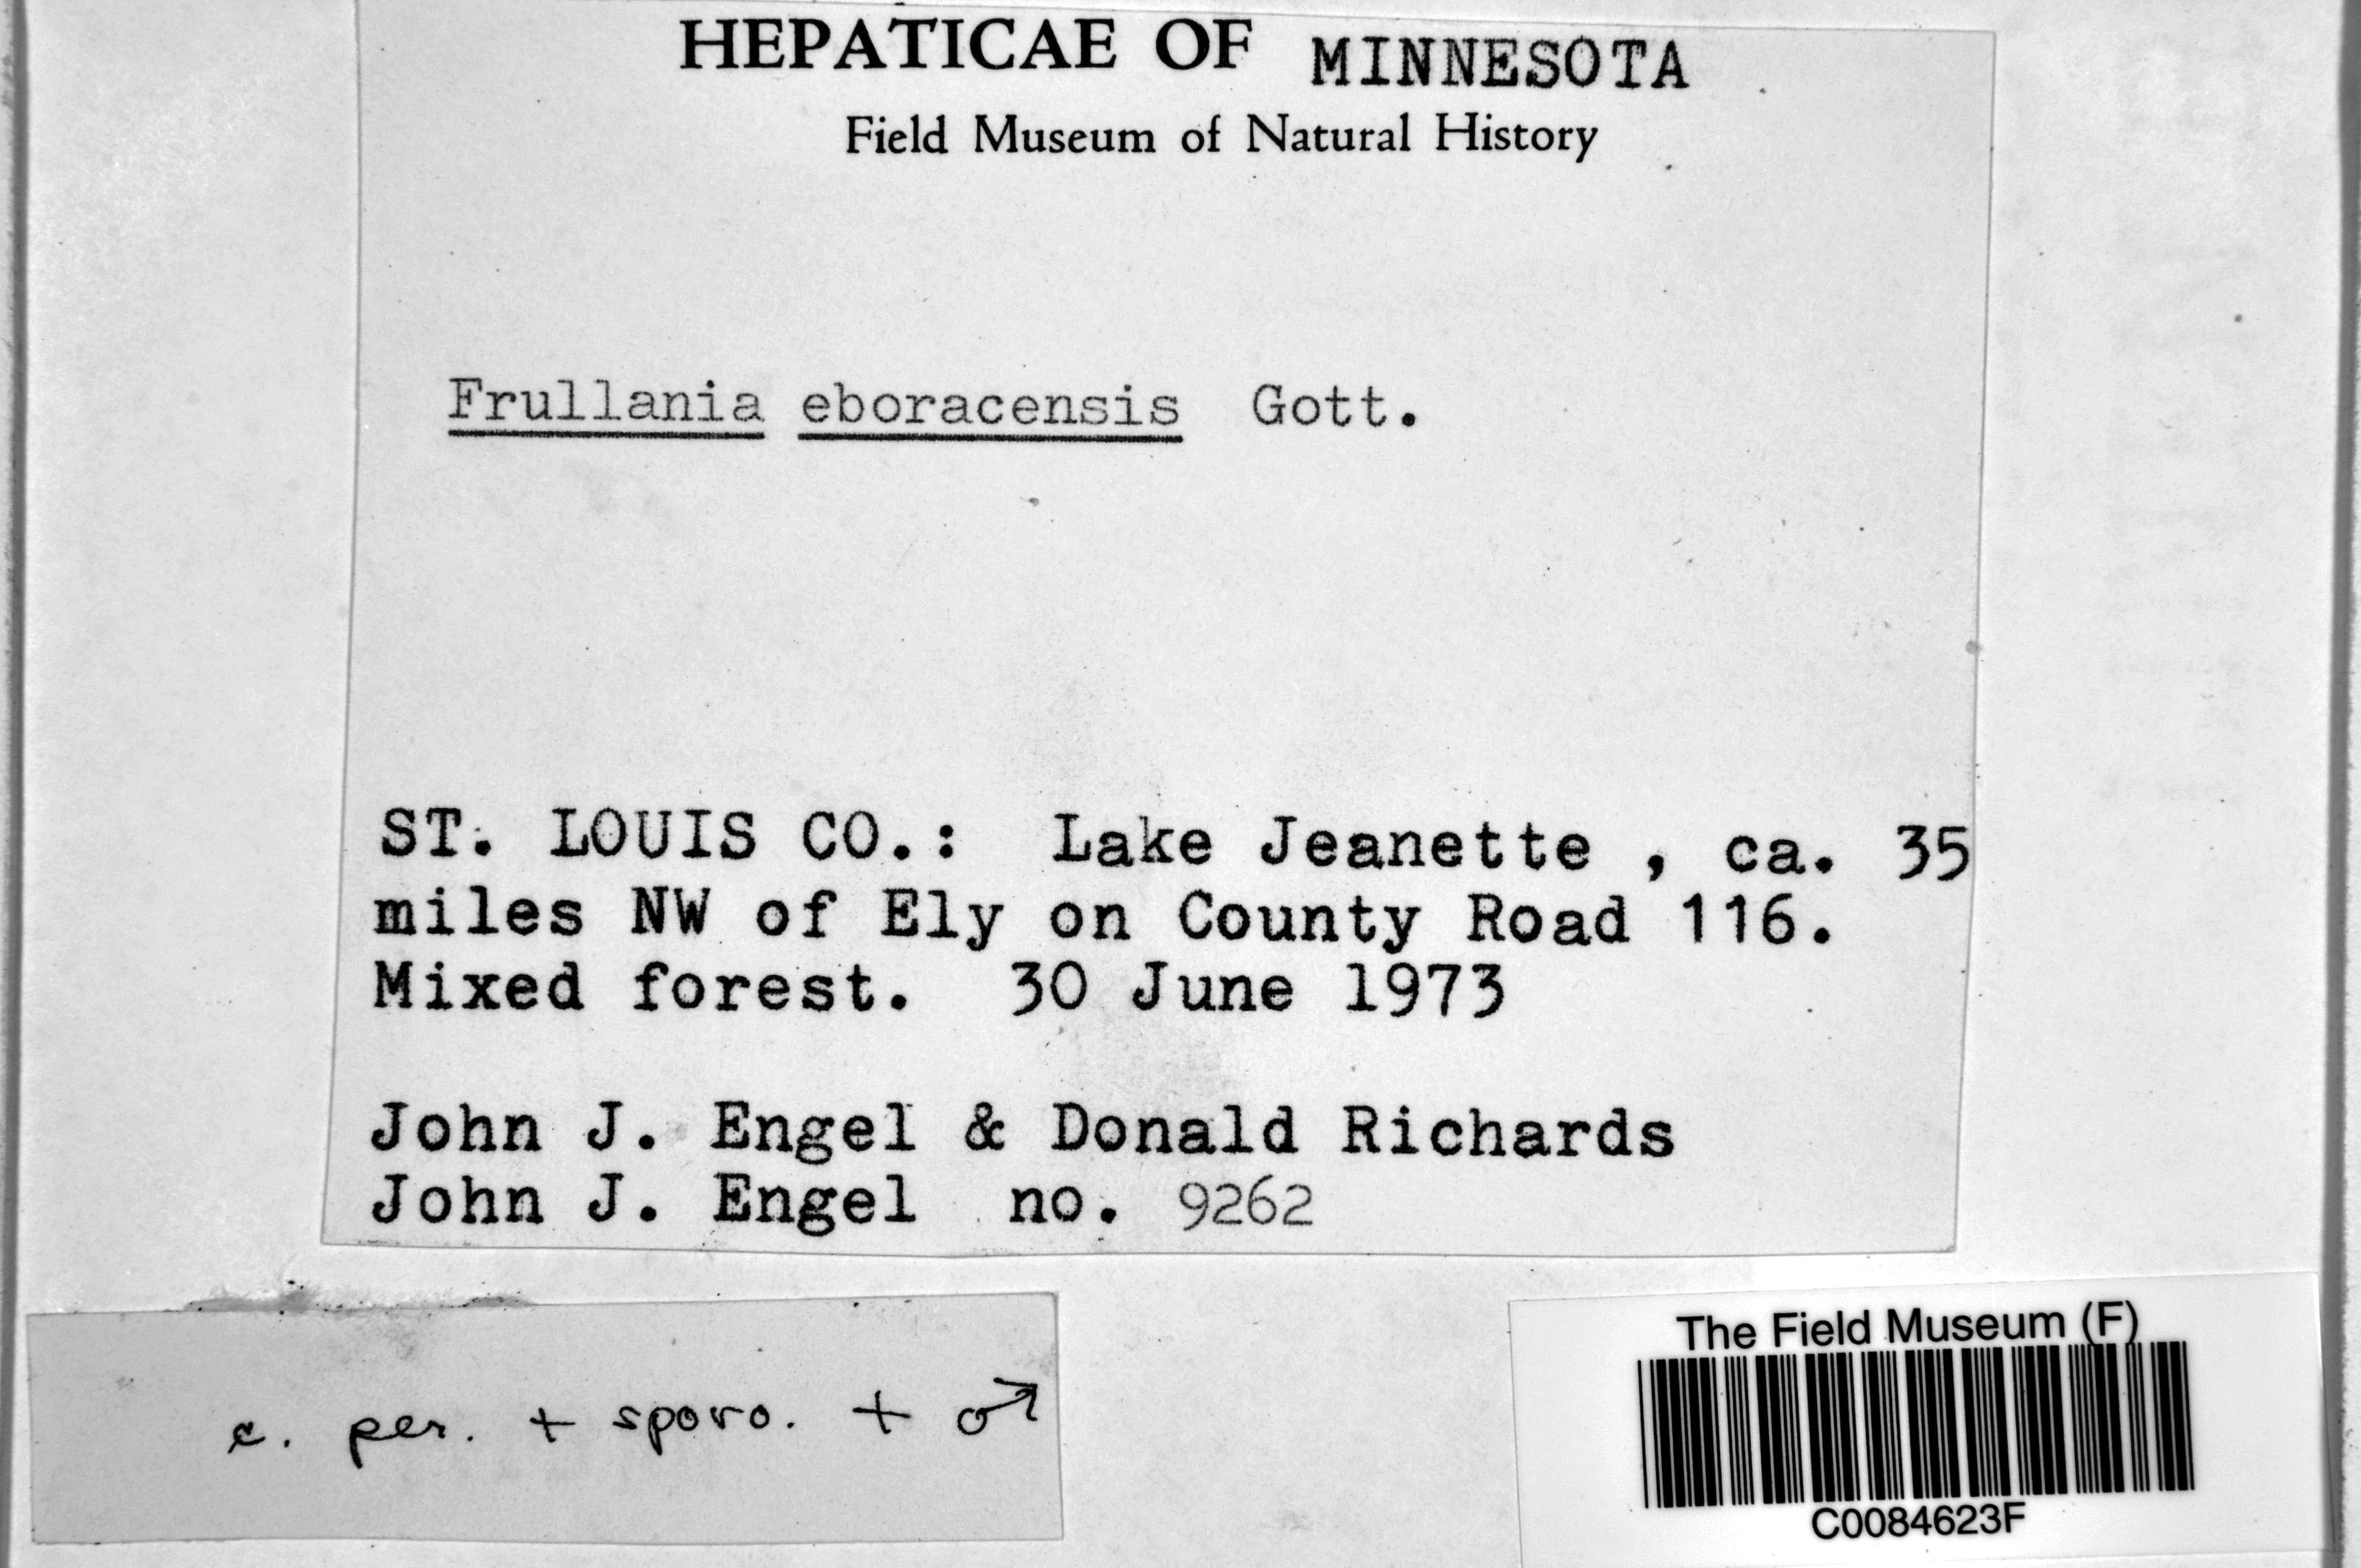 HEPATICAE OF MINNESOTA
Field Museum of Natural History
Frullania eboracensis Gott.
ST. LOUIS CO.: Lake Jeanette , ca. 35
miles NW of Ely on County Road 116.
Mixed forest. 30 June 1973
John J. Engel & Donald Richards
John J. Engel no. 9262
c. per. + sporo. + ♂
The Field Museum (F)
C0084623F